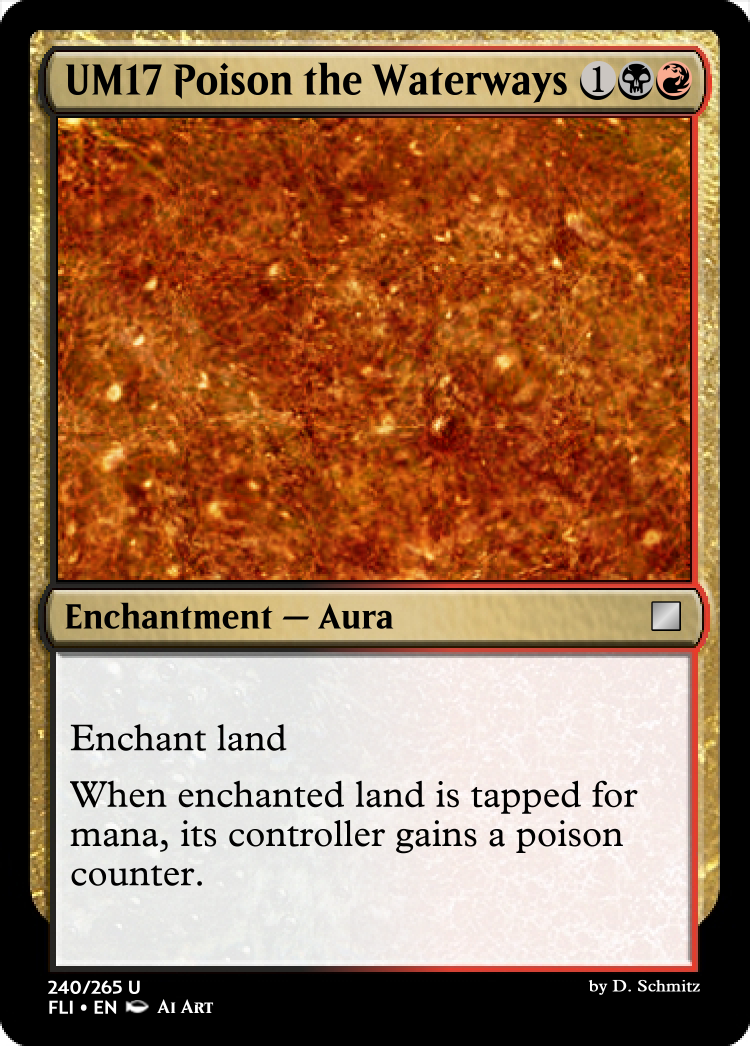 UM17 Poison the Waterways 1
Enchantment — Aura
Enchant land
When enchanted land is tapped for
mana, its controller gains a poison
counter.
240/265 U
FLI • EN AI ART
by D. Schmitz